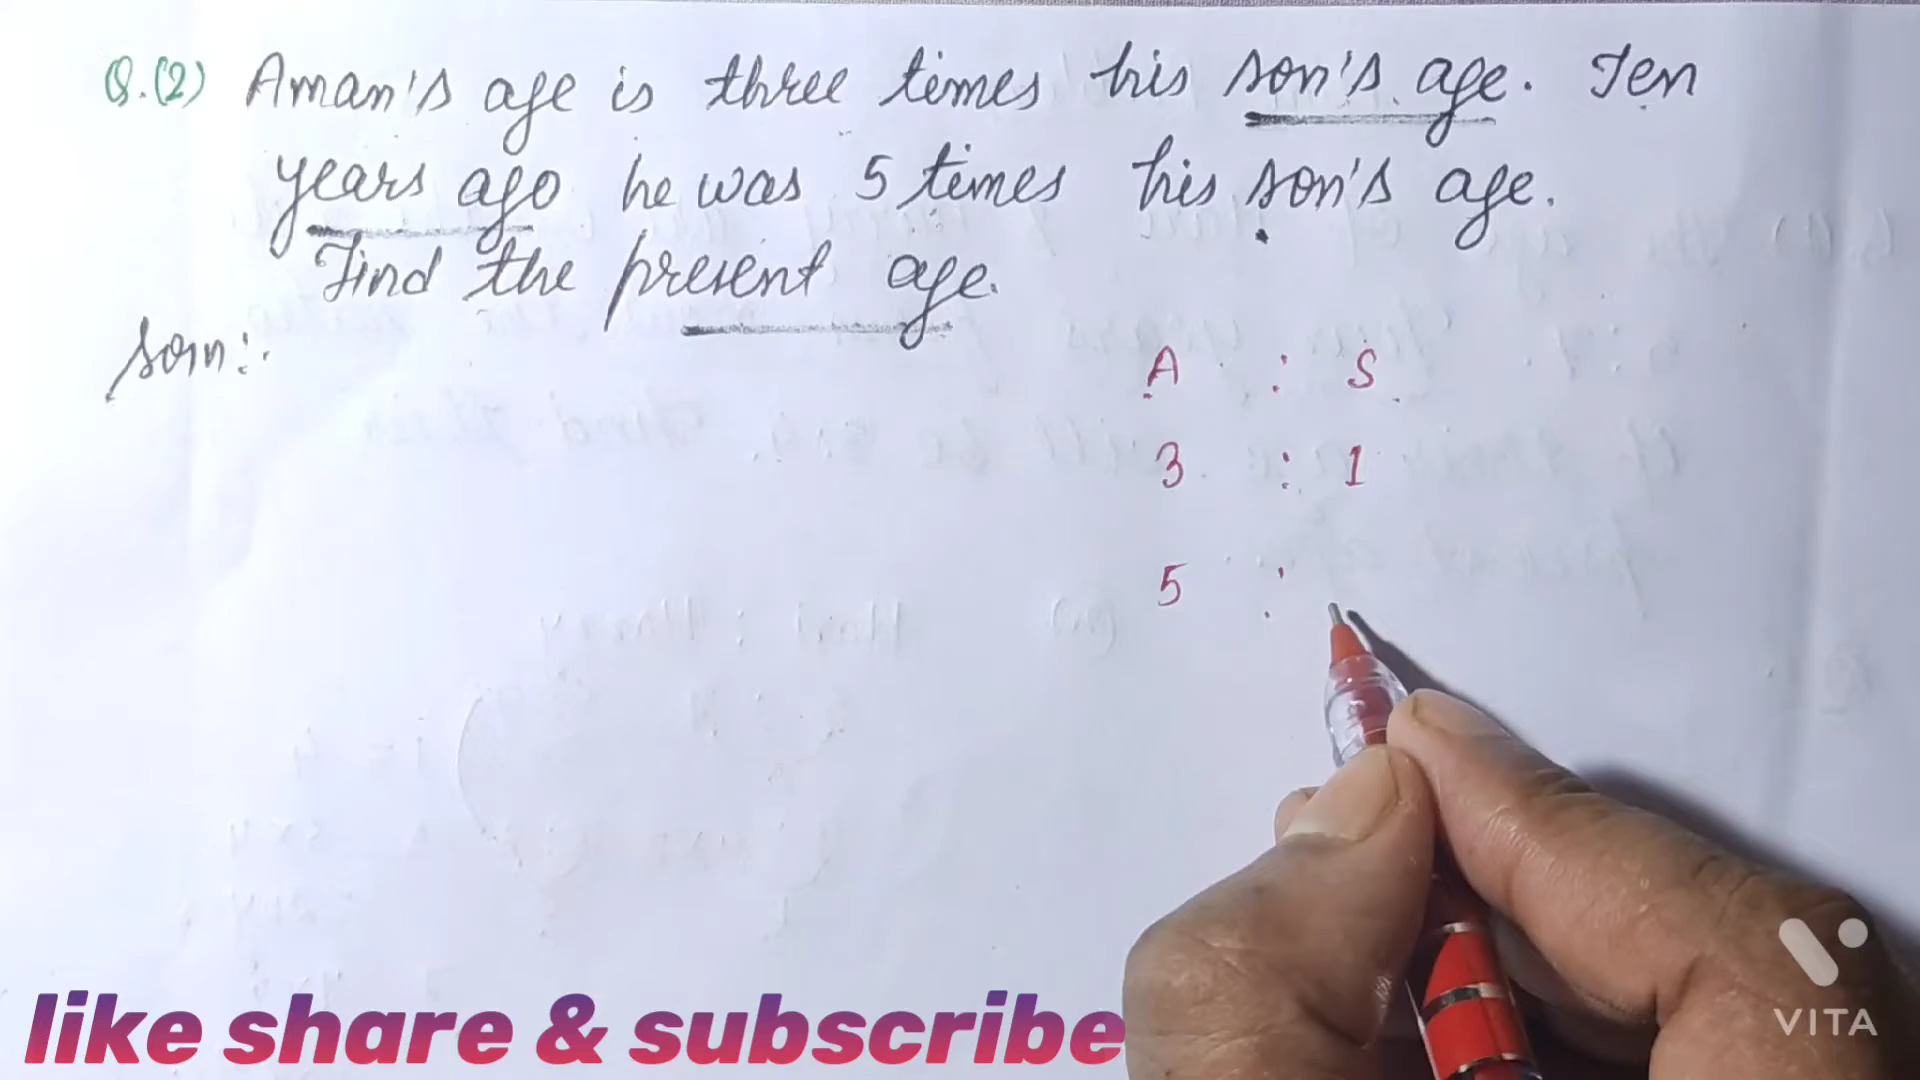 Q.(2) Aman's age is three times his son's age. Ten
years ago he was 5 times his son's age.
Find the present age.
Soln:-
A : S
3 : 1
5 :
like share & subscribe
VITA